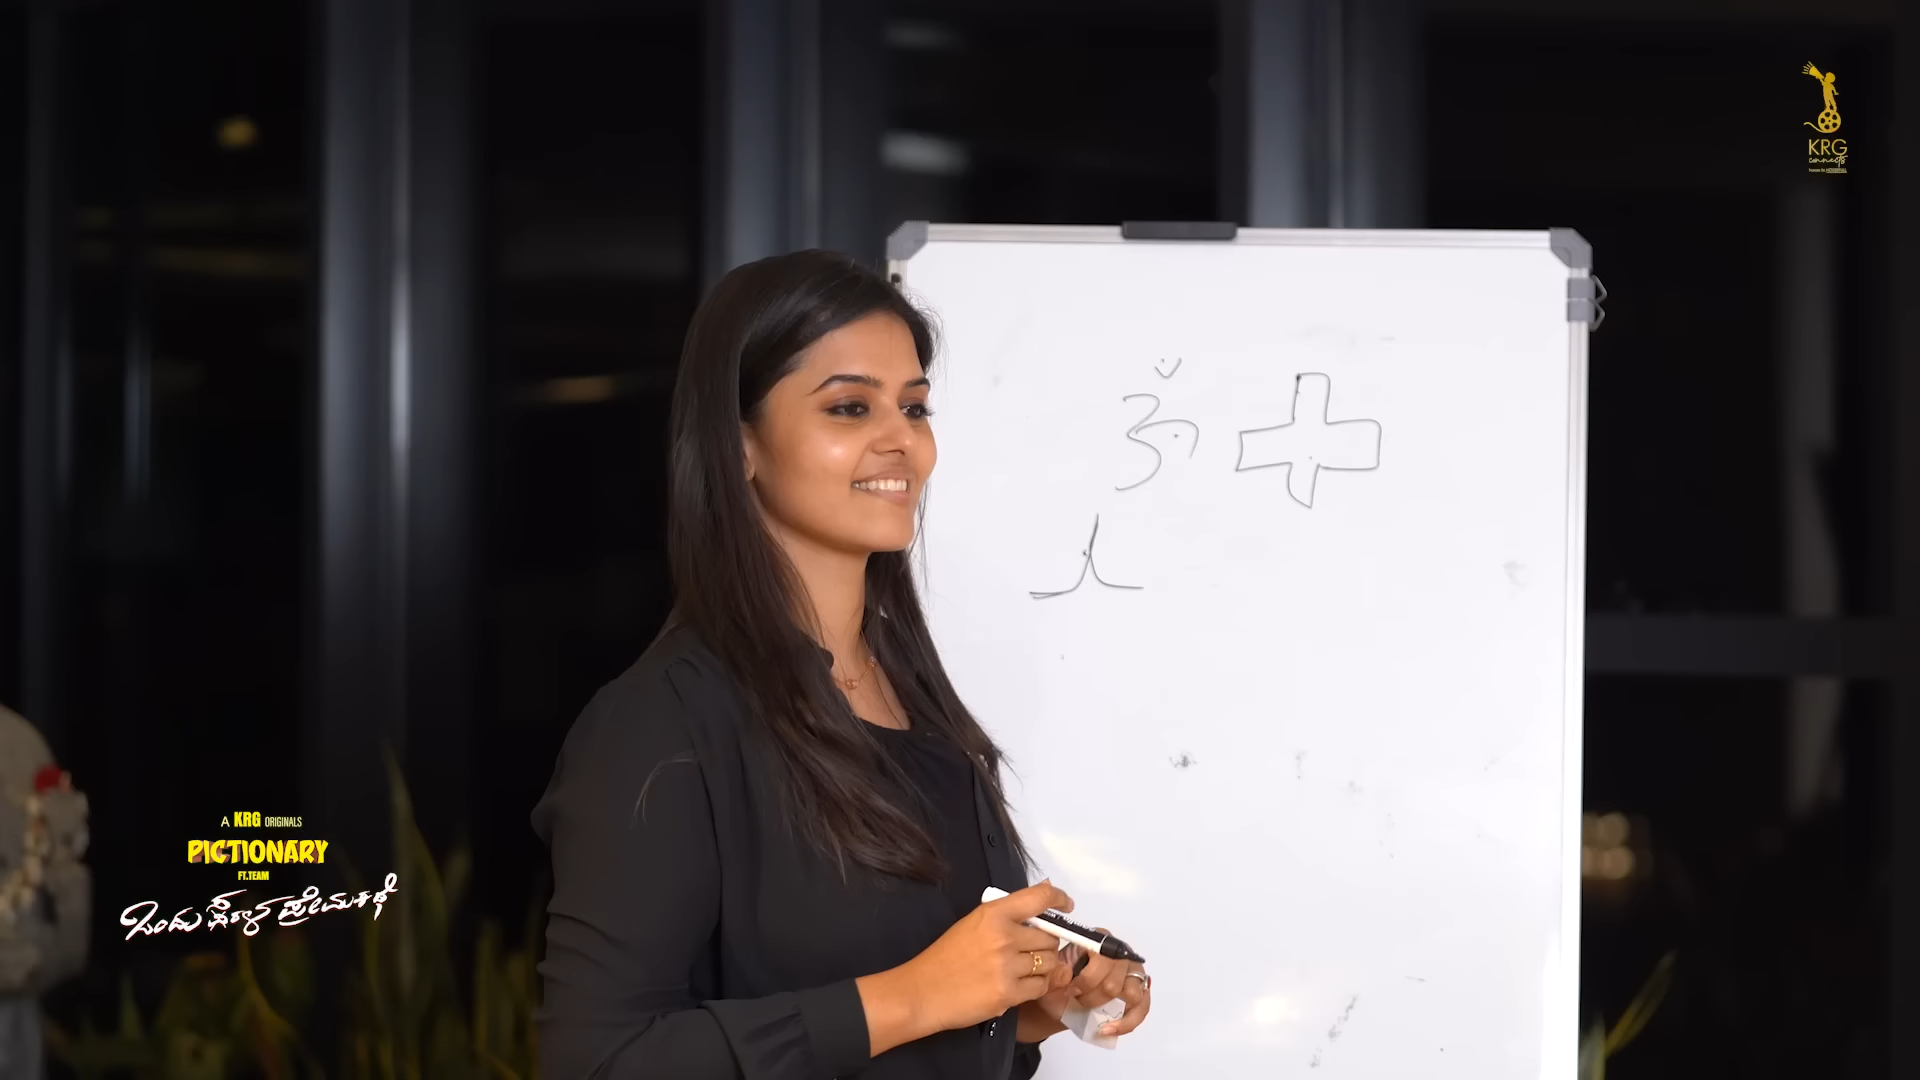 KRG
connects
ॐ
A KRG ORIGINALS
PICTIONARY
FT.TEAM
ಒಂದು ಸರಳ ಪ್ರೇಮಕಥೆ